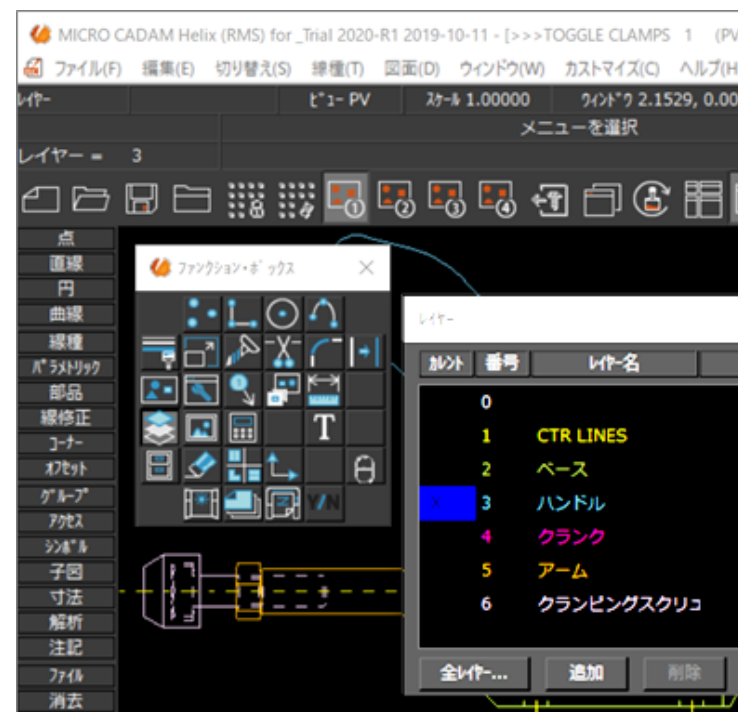 MICRO CADAM Helix (RMS) for _Trial 2020-R1 2019-10-11 - [>>>TOGGLE CLAMPS 1 (PV
ファイル(F) 編集(E) 切り替え(S) 線種(T) 図面(D) ウィンドウ(W) カストマイズ(C) ヘルプ(H
ﾚｲﾔｰ ﾋﾞｭｰ PV ｽｹｰﾙ 1.00000 ｳｨﾝﾄﾞｳ 2.1529, 0.00
メニューを選択
レイヤー = 3
1 2 3 4
点
直線
円
曲線
線種
ﾊﾟﾗﾒﾄﾘｯｸ
部品
線修正
ｺｰﾅｰ
ｵﾌｾｯﾄ
ｸﾞﾙｰﾌﾟ
ｱｸｾｽ
ｼﾝﾎﾞﾙ
子図
寸法
解析
注記
ﾌｧｲﾙ
消去
ﾌｧﾝｸｼｮﾝ･ﾎﾞｯｸｽ
T
Y/N
ﾚｲﾔｰ
ｶﾚﾝﾄ 番号 ﾚｲﾔｰ名
0
1 CTR LINES
2 ベース
X 3 ハンドル
4 クランク
5 アーム
6 クランピングスクリュ
全ﾚｲﾔｰ... 追加 削除